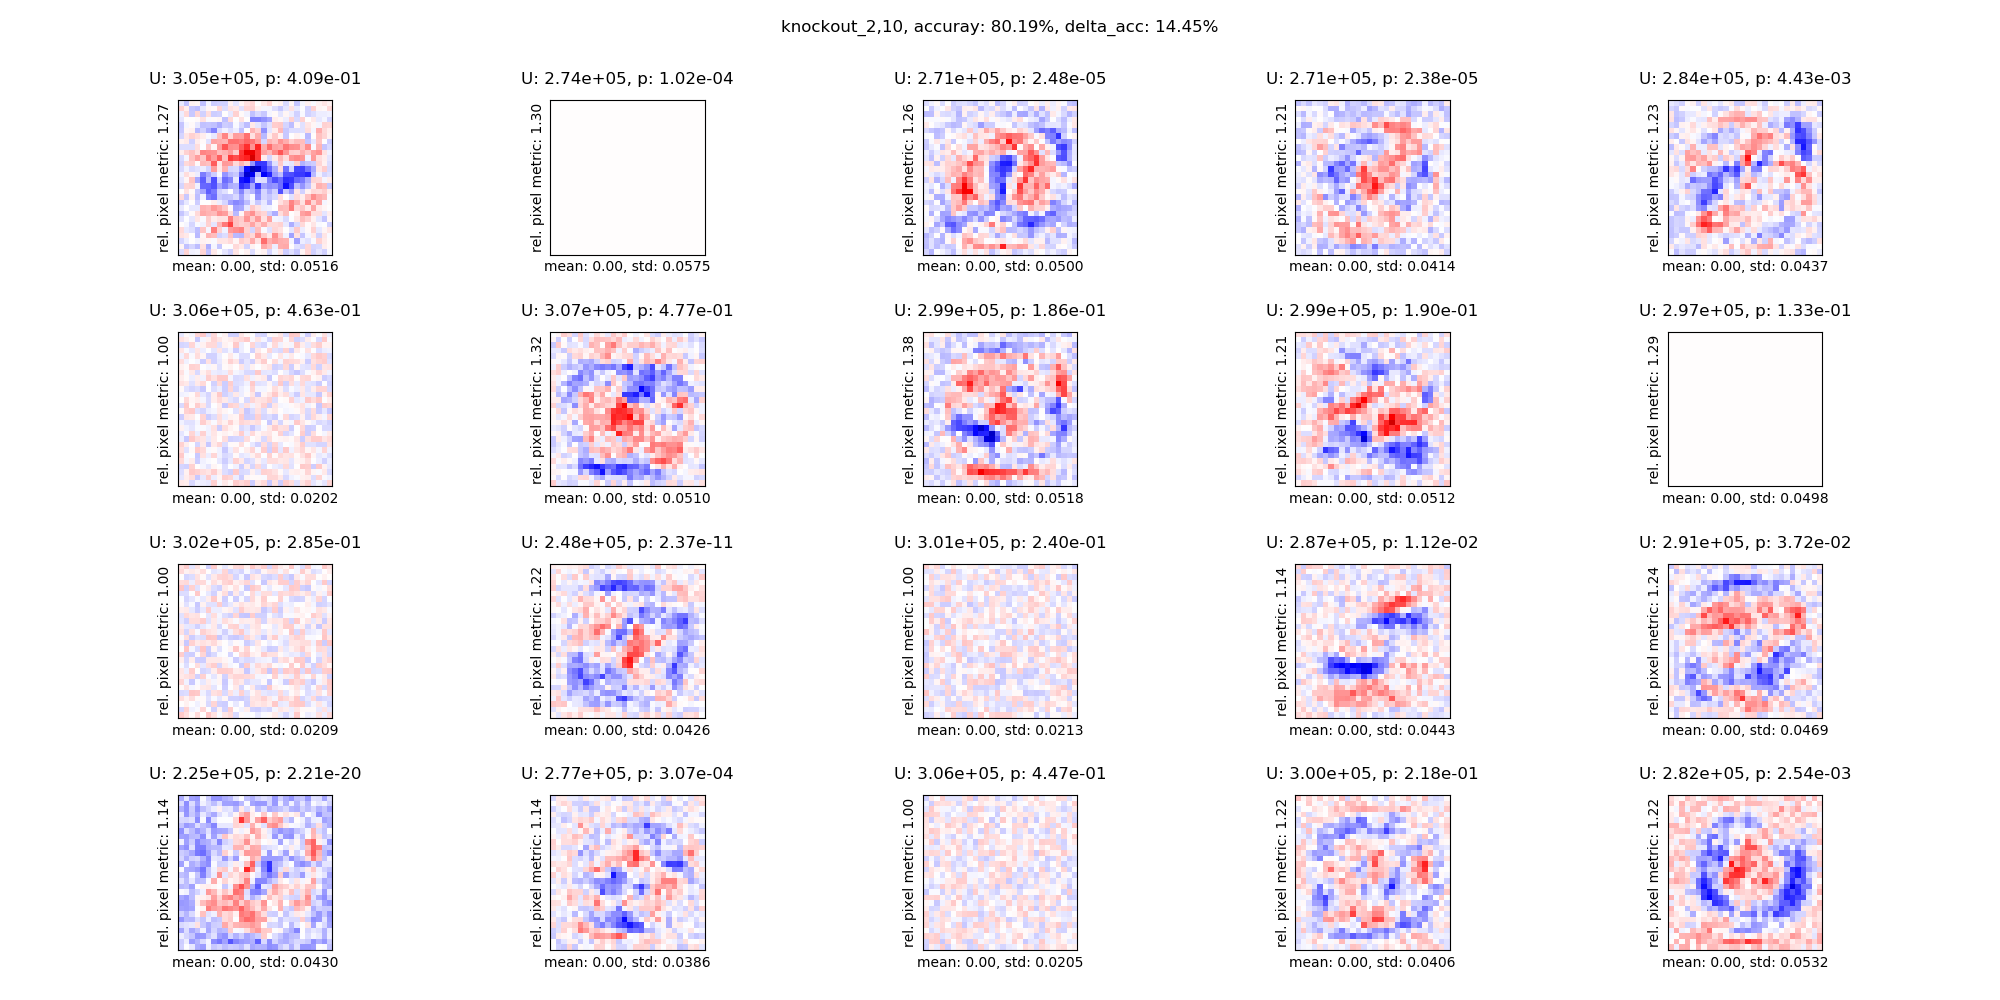 knockout_2,10, accuray: 80.19%, delta_acc: 14.45%
U: 3.05e+05, p: 4.09e-01
rel. pixel metric: 1.27
mean: 0.00, std: 0.0516
U: 2.74e+05, p: 1.02e-04
rel. pixel metric: 1.30
mean: 0.00, std: 0.0575
U: 2.71e+05, p: 2.48e-05
rel. pixel metric: 1.26
mean: 0.00, std: 0.0500
U: 2.71e+05, p: 2.38e-05
rel. pixel metric: 1.21
mean: 0.00, std: 0.0414
U: 2.84e+05, p: 4.43e-03
rel. pixel metric: 1.23
mean: 0.00, std: 0.0437
U: 3.06e+05, p: 4.63e-01
rel. pixel metric: 1.00
mean: 0.00, std: 0.0202
U: 3.07e+05, p: 4.77e-01
rel. pixel metric: 1.32
mean: 0.00, std: 0.0510
U: 2.99e+05, p: 1.86e-01
rel. pixel metric: 1.38
mean: 0.00, std: 0.0518
U: 2.99e+05, p: 1.90e-01
rel. pixel metric: 1.21
mean: 0.00, std: 0.0512
U: 2.97e+05, p: 1.33e-01
rel. pixel metric: 1.29
mean: 0.00, std: 0.0498
U: 3.02e+05, p: 2.85e-01
rel. pixel metric: 1.00
mean: 0.00, std: 0.0209
U: 2.48e+05, p: 2.37e-11
rel. pixel metric: 1.22
mean: 0.00, std: 0.0426
U: 3.01e+05, p: 2.40e-01
rel. pixel metric: 1.00
mean: 0.00, std: 0.0213
U: 2.87e+05, p: 1.12e-02
rel. pixel metric: 1.14
mean: 0.00, std: 0.0443
U: 2.91e+05, p: 3.72e-02
rel. pixel metric: 1.24
mean: 0.00, std: 0.0469
U: 2.25e+05, p: 2.21e-20
rel. pixel metric: 1.14
mean: 0.00, std: 0.0430
U: 2.77e+05, p: 3.07e-04
rel. pixel metric: 1.14
mean: 0.00, std: 0.0386
U: 3.06e+05, p: 4.47e-01
rel. pixel metric: 1.00
mean: 0.00, std: 0.0205
U: 3.00e+05, p: 2.18e-01
rel. pixel metric: 1.22
mean: 0.00, std: 0.0406
U: 2.82e+05, p: 2.54e-03
rel. pixel metric: 1.22
mean: 0.00, std: 0.0532